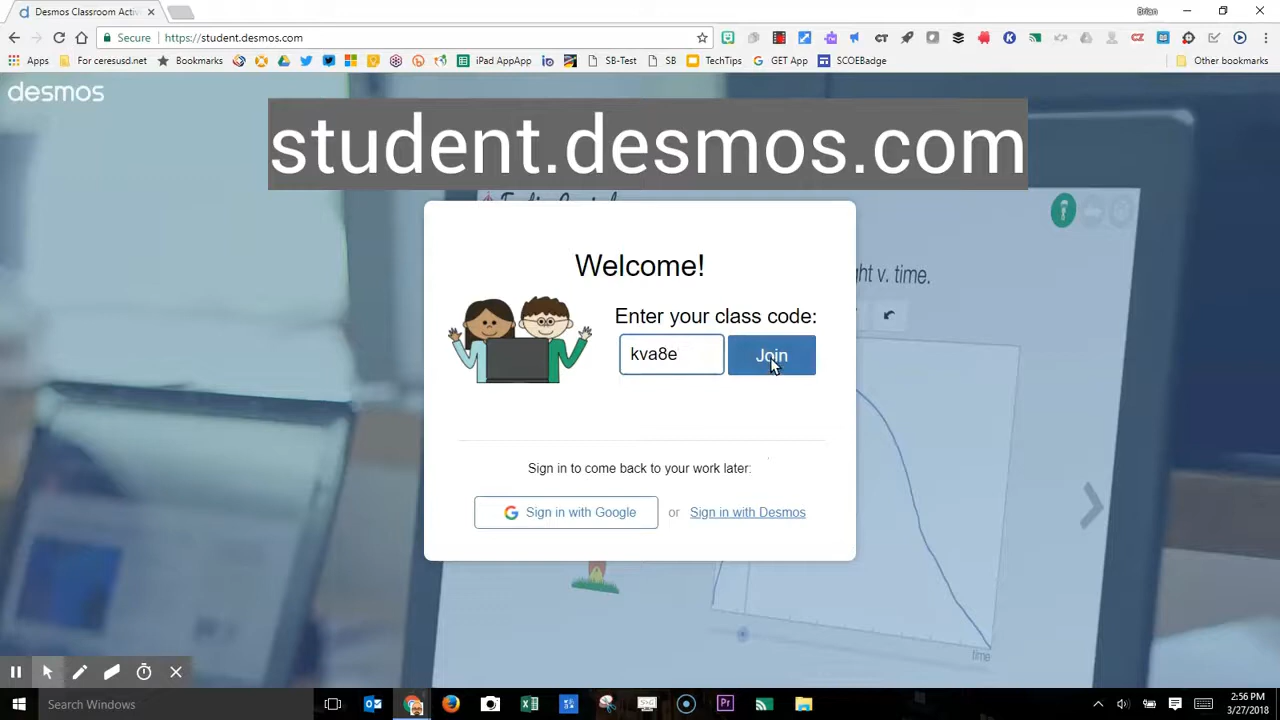 Desmos Classroom Activ
Brian
Secure
https://student.desmos.com
Apps
For ceresed.net
Bookmarks
iPad AppApp
SB-Test
SB
TechTips
GET App
SCOEBadge
Other bookmarks
desmos
student.desmos.com
ght v. time.
Welcome!
Enter your class code:
kva8e
Join
Sign in to come back to your work later:
Sign in with Google
or
Sign in with Desmos
time
Search Windows
2:56 PM
3/27/2018